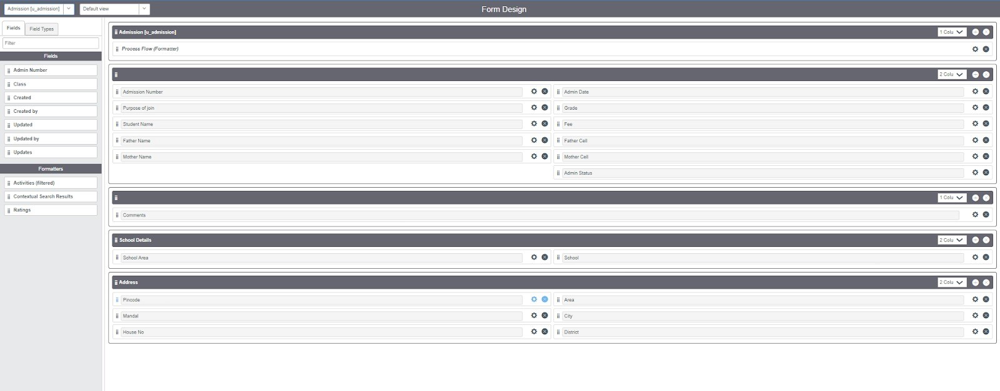 Admission [u_admission]
Default view
Form Design
Fields
Field Types
Filter
Fields
Admin Number
Class
Created
Created by
Updated
Updated by
Updates
Formatters
Activities (filtered)
Contextual Search Results
Ratings
Admission [u_admission]
1 Colu
Process Flow (Formatter)
2 Colu
Admission Number
Admin Date
Purpose of join
Grade
Student Name
Fee
Father Name
Father Cell
Mother Name
Mother Cell
Admin Status
1 Colu
Comments
School Details
2 Colu
School Area
School
Address
2 Colu
Pincode
Area
Mandal
City
House No
District